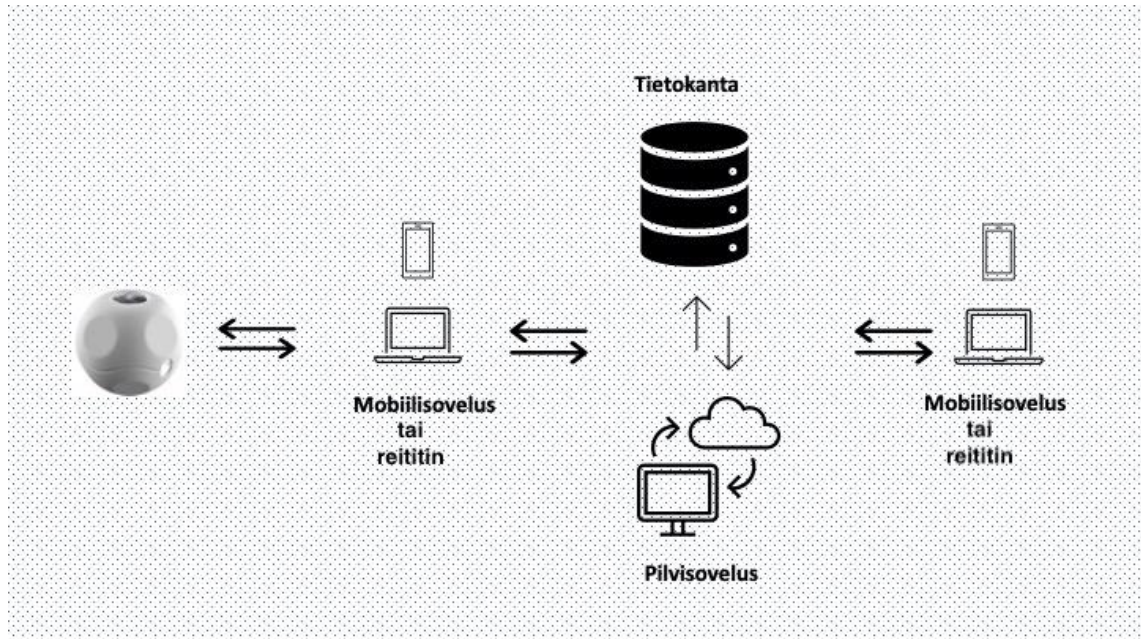 Tietokanta
Mobiilisovelus
tai
reititin
Mobiilisovelus
tai
reititin
Pilvisovelus